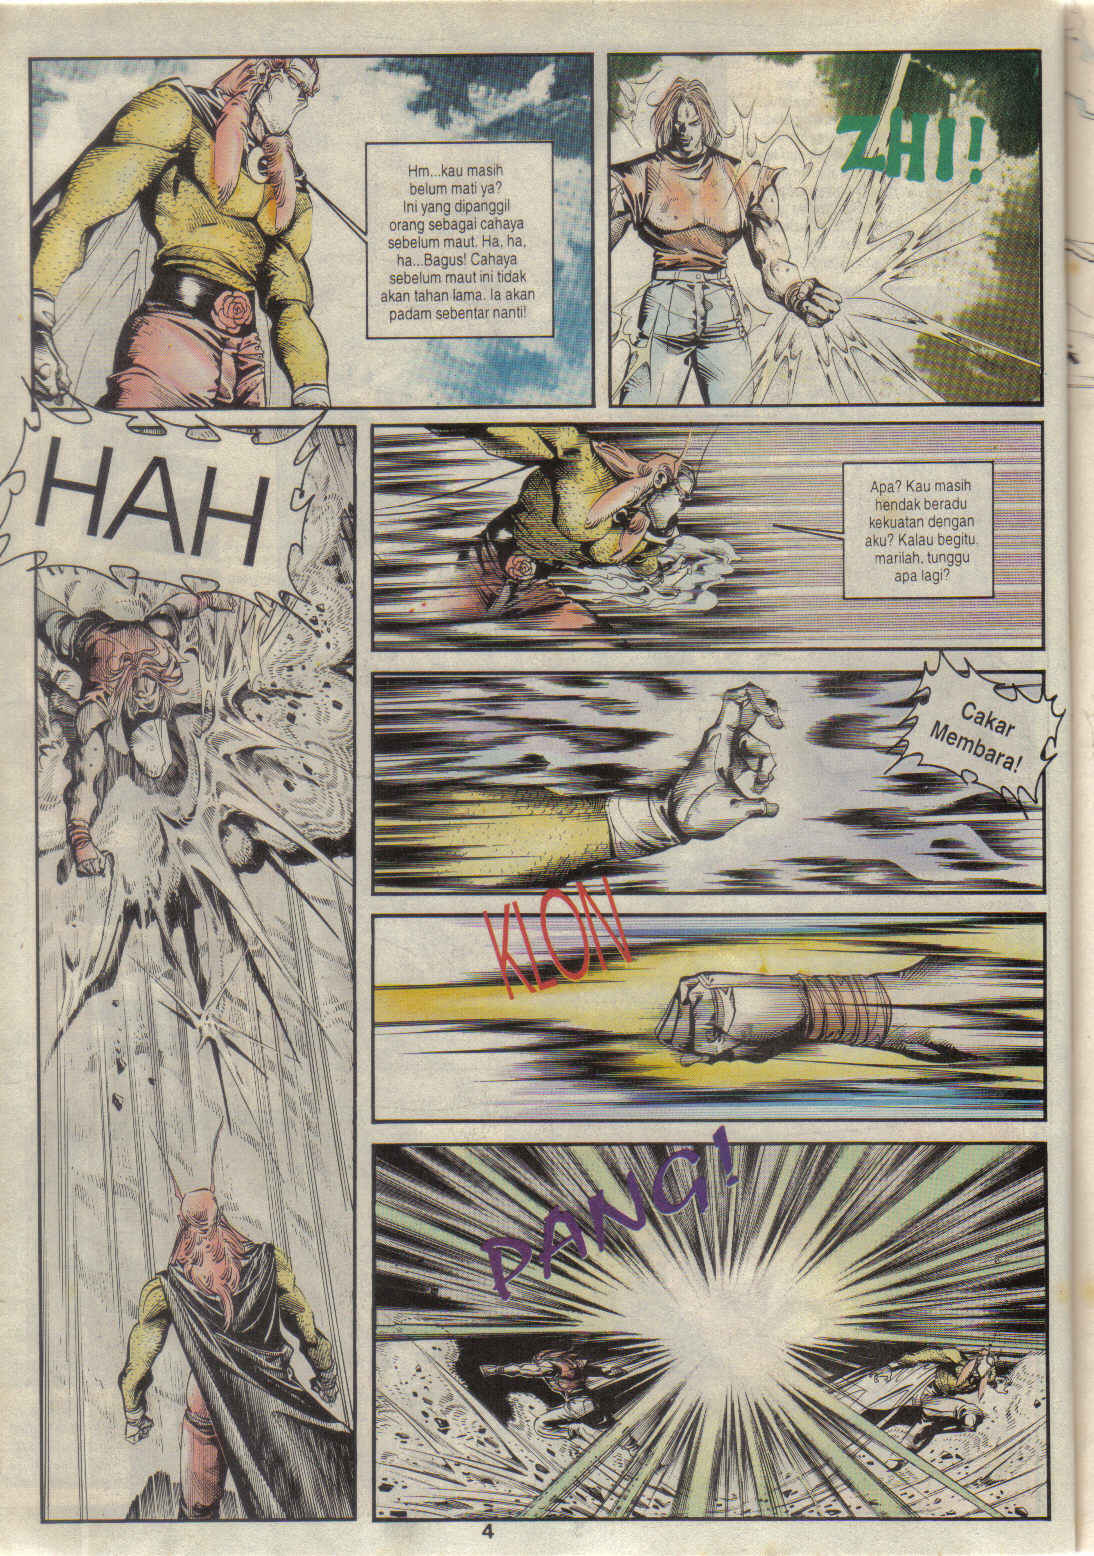 Hm...kau masih
belum mati ya?
Ini yang dipanggil
orang sebagai cahaya
sebelum maut. Ha, ha,
ha...Bagus! Cahaya
sebelum maut ini tidak
akan tahan lama. Ia akan
padam sebentar nanti!
ZHI!
HAH
Apa? Kau masih
hendak beradu
kekuatan dengan
aku? Kalau begitu,
marilah, tunggu
apa lagi?
Cakar
Membara!
KLON
PANG!
4